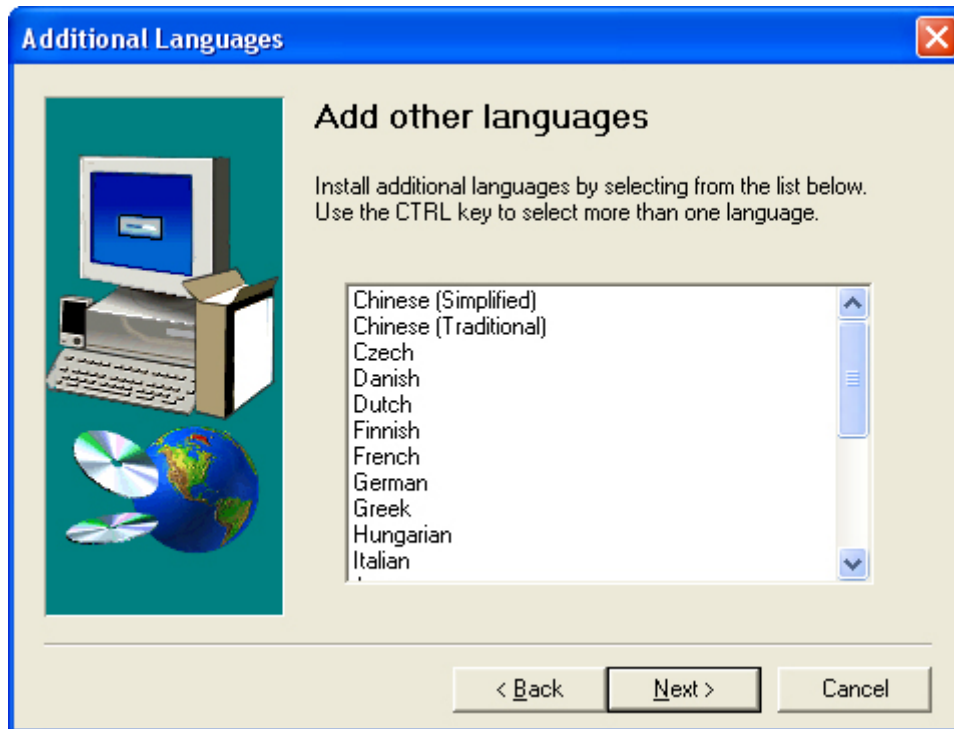 Additional Languages
Add other languages
Install additional languages by selecting from the list below.
Use the CTRL key to select more than one language.
Chinese (Simplified)
Chinese (Traditional)
Czech
Danish
Dutch
Finnish
French
German
Greek
Hungarian
Italian
< Back
Next >
Cancel